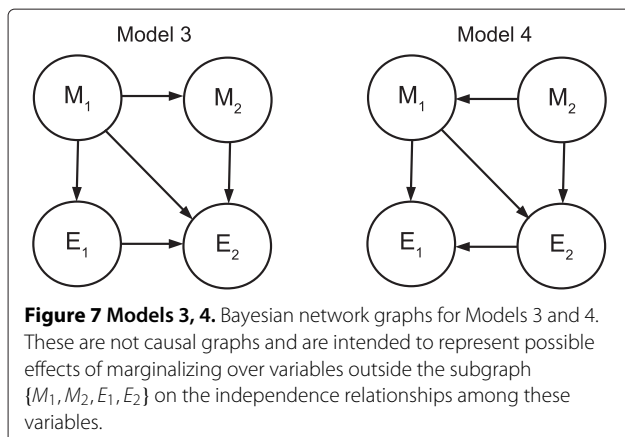 Model 3 Model 4
M₁ M₂ M₁ M₂
E₁ E₂ E₁ E₂
Figure 7 Models 3, 4. Bayesian network graphs for Models 3 and 4.
These are not causal graphs and are intended to represent possible
effects of marginalizing over variables outside the subgraph
{M₁, M₂, E₁, E₂} on the independence relationships among these
variables.